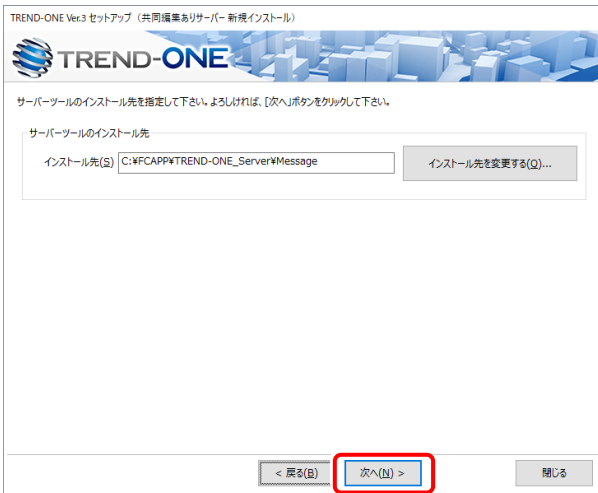 TREND-ONE Ver.3 セットアップ（共同編集ありサーバー 新規インストール）
TREND-ONE
サーバーツールのインストール先を指定して下さい。よろしければ、[次へ]ボタンをクリックして下さい。
サーバーツールのインストール先
インストール先(S) C:¥FCAPP¥TREND-ONE_Server¥Message インストール先を変更する(O)...
< 戻る(B) 次へ(N) > 閉じる